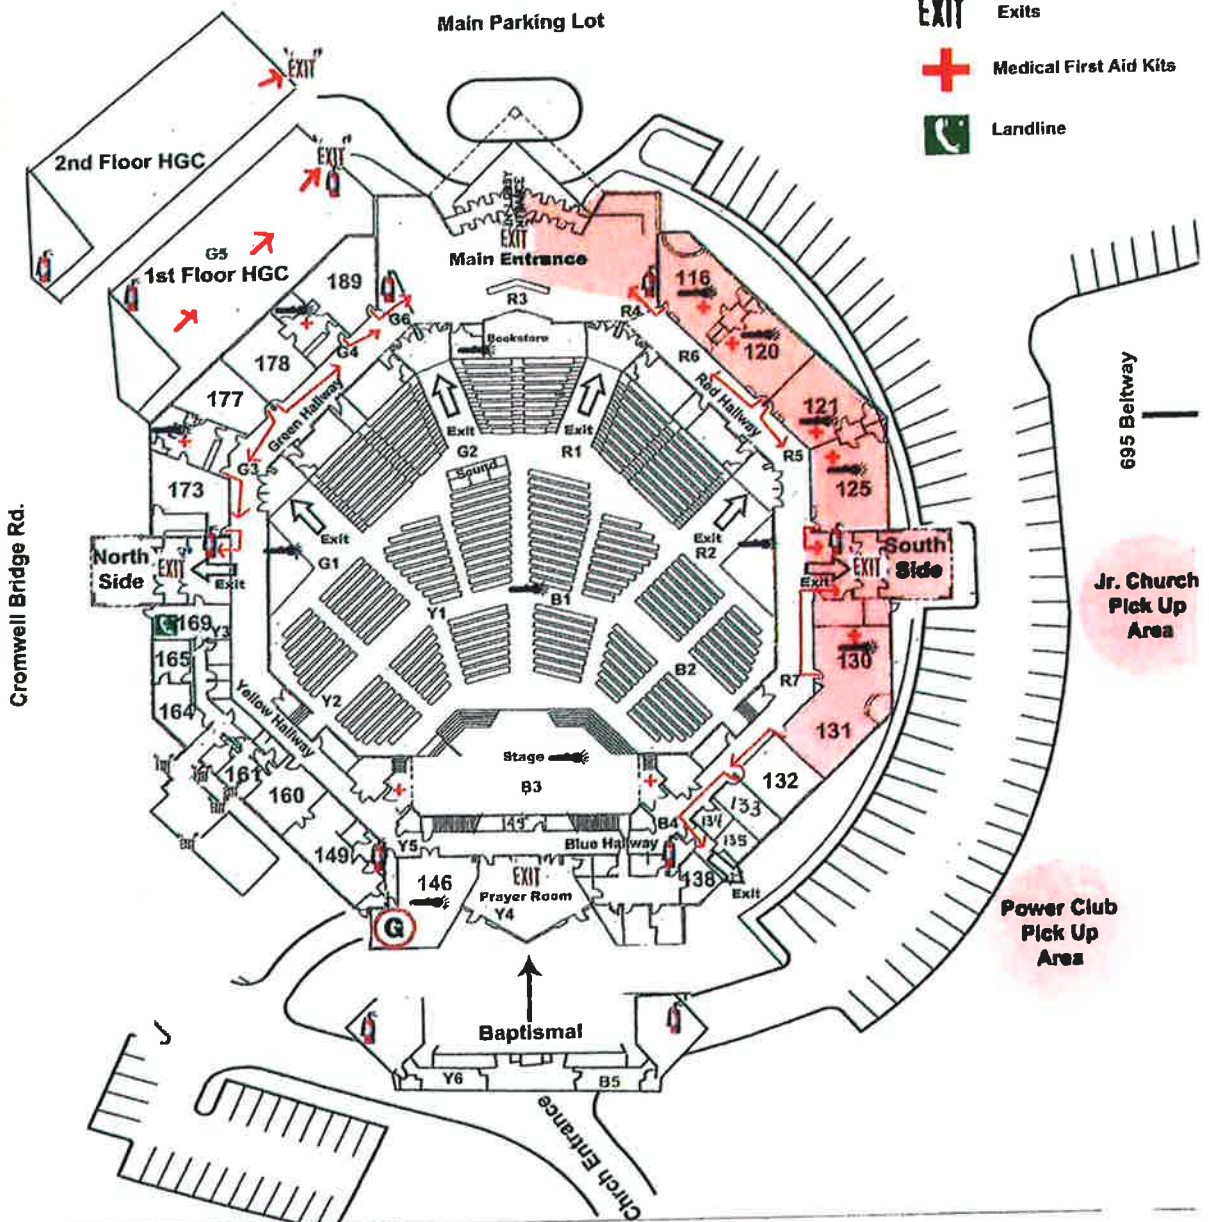 Main Parking Lot
EXIT
Exits
Medical First Aid Kits
Landline
EXIT
2nd Floor HGC
EXIT
G5
1st Floor HGC
EXIT
Main Entrance
189
116
R3
R4
G6
G4
Bookstore
R6
120
178
177
Green Hallway
Red Hallway
121
Exit
G2
Exit
R1
R5
G3
Sound
125
173
695 Beltway
Cromwell Bridge Rd.
Exit
G1
Exit
R2
North
Side
EXIT
Exit
Exit
EXIT
South
Side
Y1
B1
Jr. Church
Pick Up
Area
169
Y3
165
164
130
B2
R7
Y2
Yellow Hallway
131
Stage
B3
132
161
160
133
134
135
B4
Y5
Blue Hallway
149
146
EXIT
Prayer Room
Y4
138
Exit
G
Power Club
Pick Up
Area
Baptismal
Y6
B5
Chrch Entrance